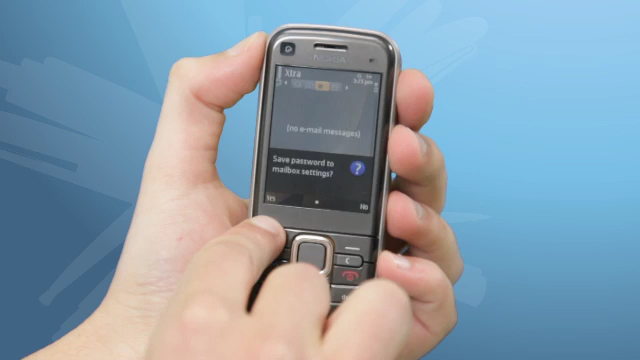 NOKIA
Xtra
(no e-mail messages)
Save password to
mailbox settings?
?
Yes
No